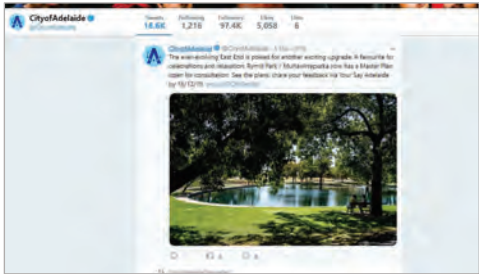 CityofAdelaide
Tweets Following Followers Likes Lists
14.6K 1,216 97.4K 5,058 6
CityofAdelaide
The ever-evolving East End is poised for another exciting upgrade. A favourite for
celebrations and relaxation, Rymill Park / Murlawirrapurka now has a Master Plan
open for consultation. See the plans, share your feedback via Your Say Adelaide
by 16/12/19